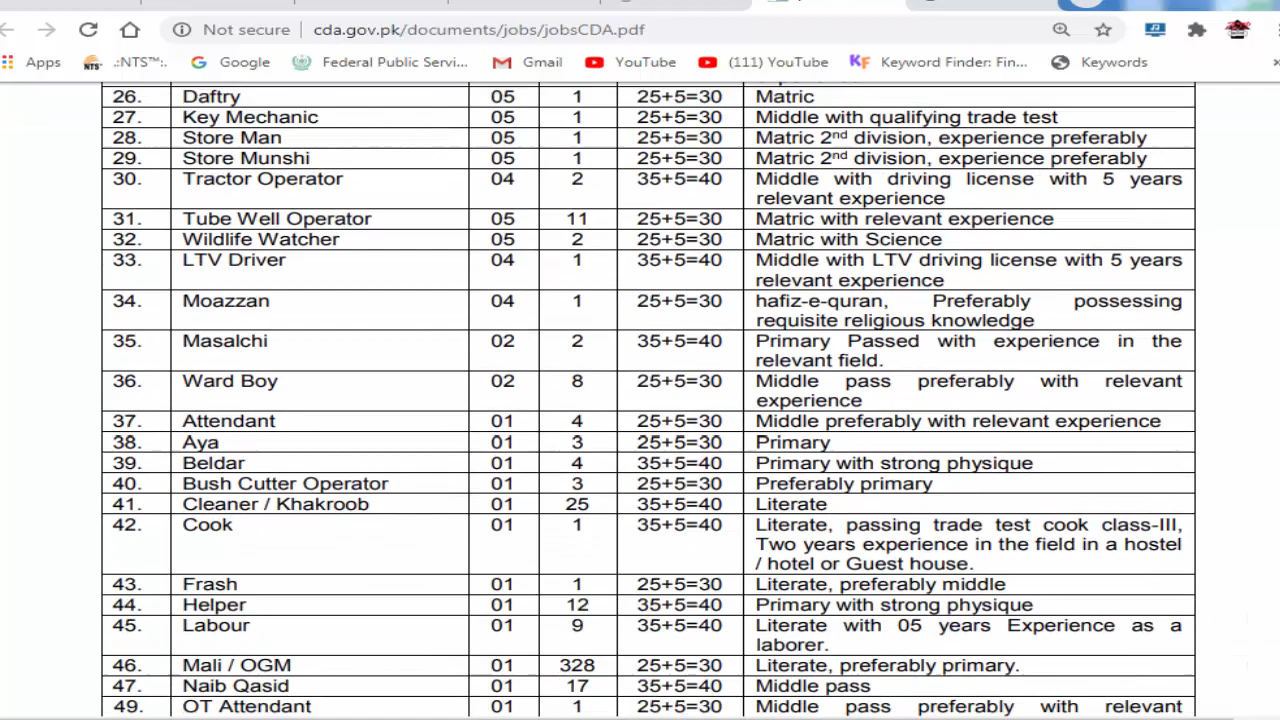 Not secure | cda.gov.pk/documents/jobs/jobsCDA.pdf
Apps .:NTS™:. Google Federal Public Servi... Gmail YouTube (111) YouTube Keyword Finder: Fin... Keywords
26. Daftry 05 1 25+5=30 Matric
27. Key Mechanic 05 1 25+5=30 Middle with qualifying trade test
28. Store Man 05 1 25+5=30 Matric 2nd division, experience preferably
29. Store Munshi 05 1 25+5=30 Matric 2nd division, experience preferably
30. Tractor Operator 04 2 35+5=40 Middle with driving license with 5 years
relevant experience
31. Tube Well Operator 05 11 25+5=30 Matric with relevant experience
32. Wildlife Watcher 05 2 25+5=30 Matric with Science
33. LTV Driver 04 1 35+5=40 Middle with LTV driving license with 5 years
relevant experience
34. Moazzan 04 1 25+5=30 hafiz-e-quran, Preferably possessing
requisite religious knowledge
35. Masalchi 02 2 35+5=40 Primary Passed with experience in the
relevant field.
36. Ward Boy 02 8 25+5=30 Middle pass preferably with relevant
experience
37. Attendant 01 4 25+5=30 Middle preferably with relevant experience
38. Aya 01 3 25+5=30 Primary
39. Beldar 01 4 35+5=40 Primary with strong physique
40. Bush Cutter Operator 01 3 25+5=30 Preferably primary
41. Cleaner / Khakroob 01 25 35+5=40 Literate
42. Cook 01 1 35+5=40 Literate, passing trade test cook class-III,
Two years experience in the field in a hostel
/ hotel or Guest house.
43. Frash 01 1 25+5=30 Literate, preferably middle
44. Helper 01 12 35+5=40 Primary with strong physique
45. Labour 01 9 35+5=40 Literate with 05 years Experience as a
laborer.
46. Mali / OGM 01 328 25+5=30 Literate, preferably primary.
47. Naib Qasid 01 17 35+5=40 Middle pass
49. OT Attendant 01 1 25+5=30 Middle pass preferably with relevant